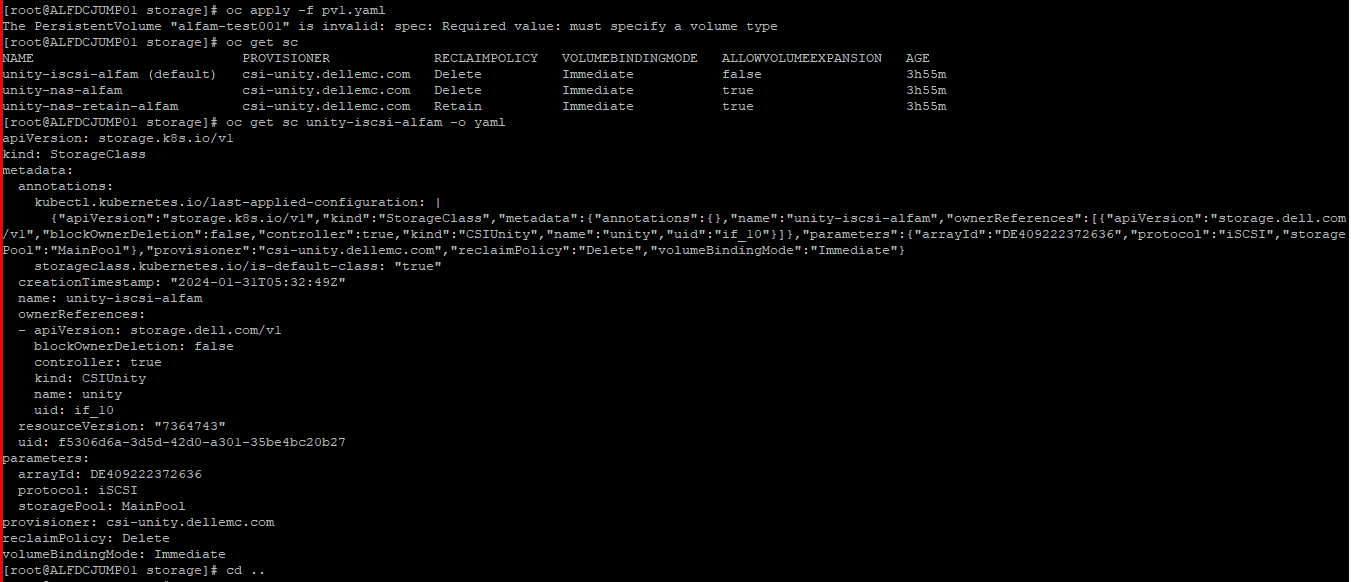 [root@ALFDCJUMP01 storage]# oc apply -f pv1.yaml
The PersistentVolume "alfam-test001" is invalid: spec: Required value: must specify a volume type
[root@ALFDCJUMP01 storage]# oc get sc
NAME                          PROVISIONER             RECLAIMPOLICY   VOLUMEBINDINGMODE   ALLOWVOLUMEEXPANSION   AGE
unity-iscsi-alfam (default)   csi-unity.dellemc.com   Delete          Immediate           false                  3h55m
unity-nas-alfam               csi-unity.dellemc.com   Delete          Immediate           true                   3h55m
unity-nas-retain-alfam        csi-unity.dellemc.com   Retain          Immediate           true                   3h55m
[root@ALFDCJUMP01 storage]# oc get sc unity-iscsi-alfam -o yaml
apiVersion: storage.k8s.io/v1
kind: StorageClass
metadata:
  annotations:
    kubectl.kubernetes.io/last-applied-configuration: |
      {"apiVersion":"storage.k8s.io/v1","kind":"StorageClass","metadata":{"annotations":{},"name":"unity-iscsi-alfam","ownerReferences":[{"apiVersion":"storage.dell.com
/v1","blockOwnerDeletion":false,"controller":true,"kind":"CSIUnity","name":"unity","uid":"if_10"}]},"parameters":{"arrayId":"DE409222372636","protocol":"iSCSI","storage
Pool":"MainPool"},"provisioner":"csi-unity.dellemc.com","reclaimPolicy":"Delete","volumeBindingMode":"Immediate"}
    storageclass.kubernetes.io/is-default-class: "true"
  creationTimestamp: "2024-01-31T05:32:49Z"
  name: unity-iscsi-alfam
  ownerReferences:
  - apiVersion: storage.dell.com/v1
    blockOwnerDeletion: false
    controller: true
    kind: CSIUnity
    name: unity
    uid: if_10
  resourceVersion: "7364743"
  uid: f5306d6a-3d5d-42d0-a301-35be4bc20b27
parameters:
  arrayId: DE409222372636
  protocol: iSCSI
  storagePool: MainPool
provisioner: csi-unity.dellemc.com
reclaimPolicy: Delete
volumeBindingMode: Immediate
[root@ALFDCJUMP01 storage]# cd ..